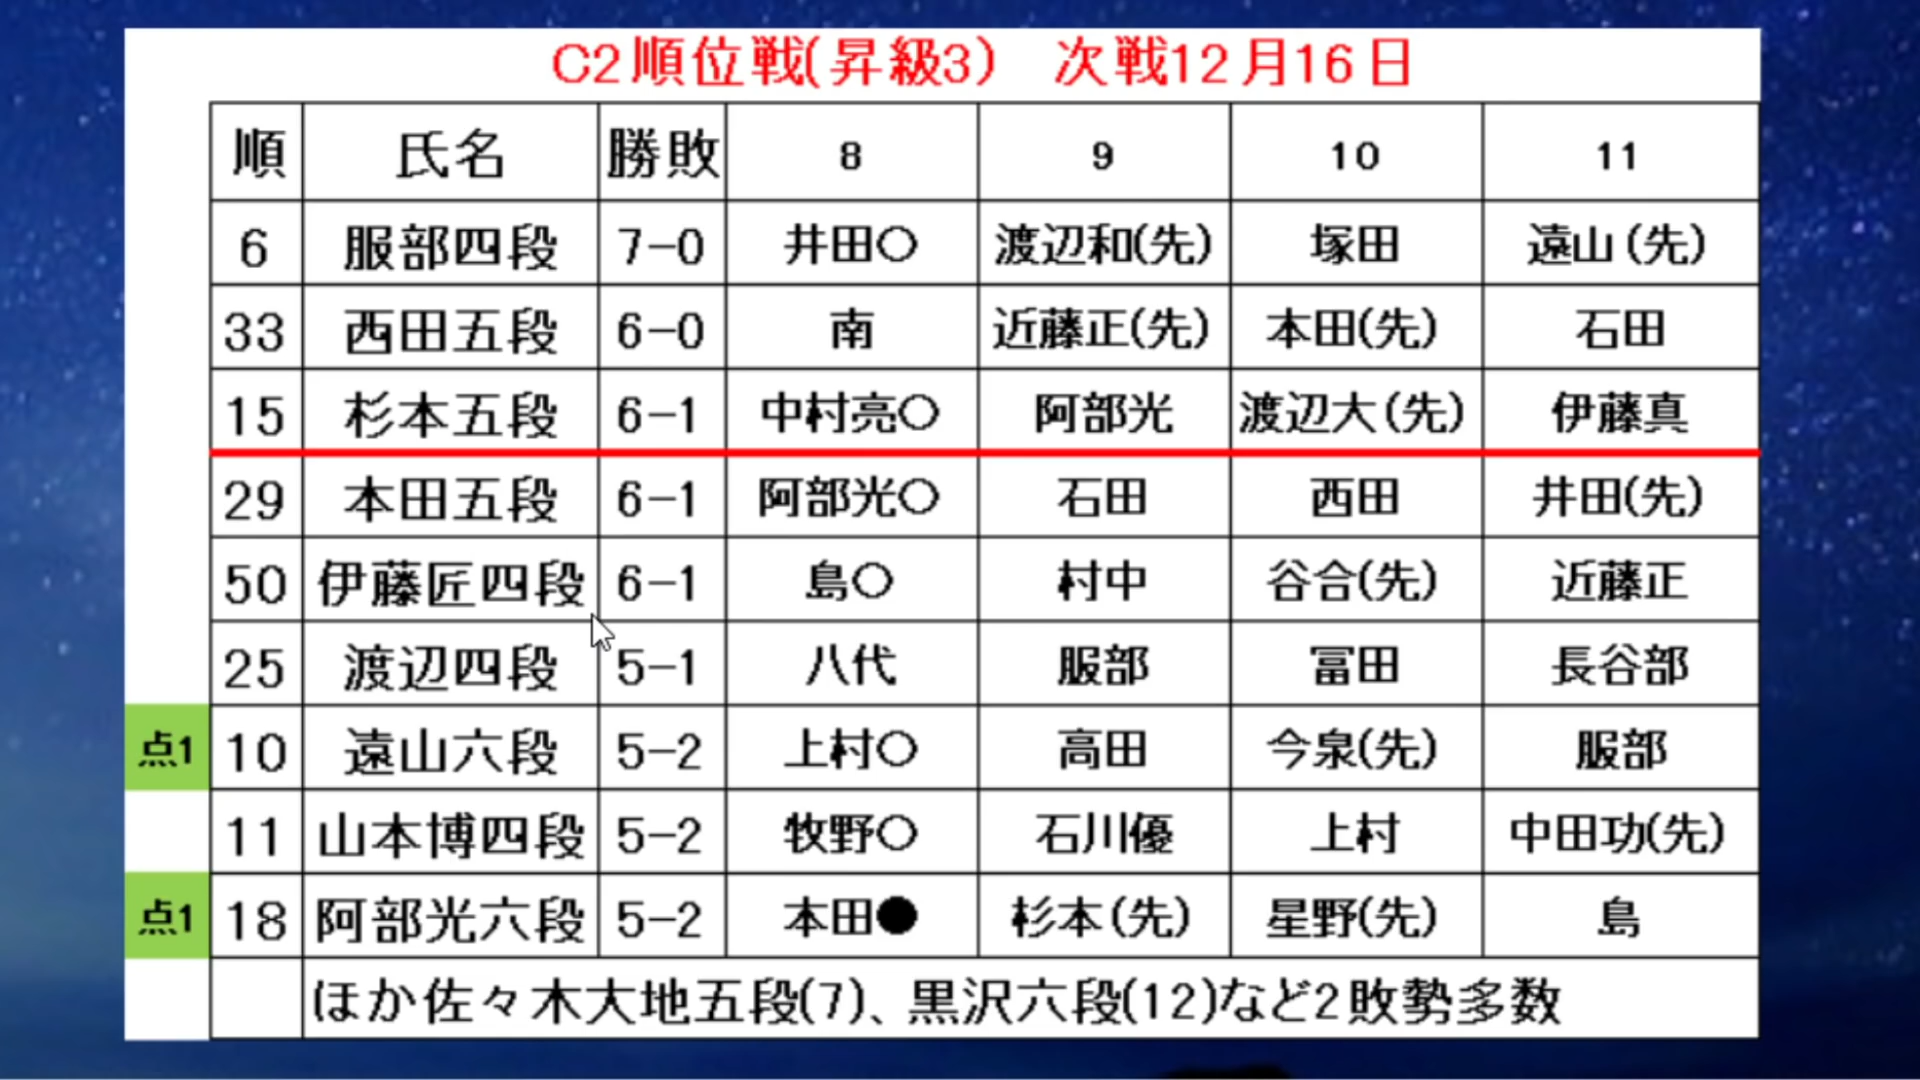 C2順位戦(昇級3) 次戦12月16日
順 氏名 勝敗 8 9 10 11
6 服部四段 7-0 井田○ 渡辺和(先) 塚田 遠山(先)
33 西田五段 6-0 南 近藤正(先) 本田(先) 石田
15 杉本五段 6-1 中村亮○ 阿部光 渡辺大(先) 伊藤真
29 本田五段 6-1 阿部光○ 石田 西田 井田(先)
50 伊藤匠四段 6-1 島○ 村中 谷合(先) 近藤正
25 渡辺四段 5-1 八代 服部 冨田 長谷部
点1 10 遠山六段 5-2 上村○ 高田 今泉(先) 服部
11 山本博四段 5-2 牧野○ 石川優 上村 中田功(先)
点1 18 阿部光六段 5-2 本田● 杉本(先) 星野(先) 島
ほか佐々木大地五段(7)、黒沢六段(12)など2敗勢多数